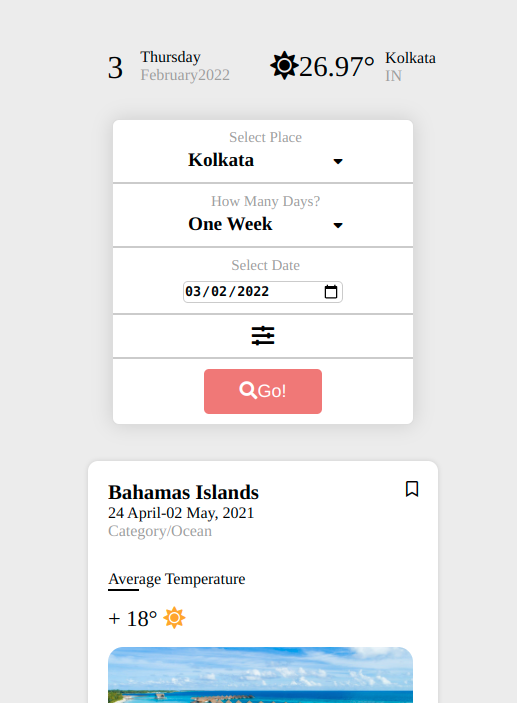 3
Thursday
February2022
26.97°
Kolkata
IN
Select Place
Kolkata
How Many Days?
One Week
Select Date
03/02/2022
Go!
Bahamas Islands
24 April-02 May, 2021
Category/Ocean
Average Temperature
+ 18°